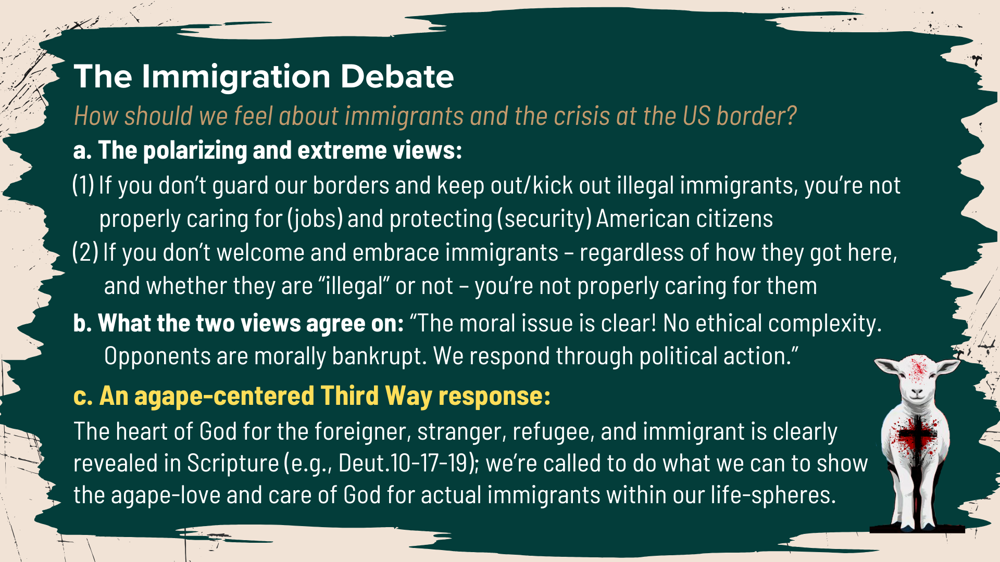 The Immigration Debate
How should we feel about immigrants and the crisis at the US border?
a. The polarizing and extreme views:
(1) If you don’t guard our borders and keep out/kick out illegal immigrants, you’re not
properly caring for (jobs) and protecting (security) American citizens
(2) If you don’t welcome and embrace immigrants – regardless of how they got here,
and whether they are “illegal” or not – you’re not properly caring for them
b. What the two views agree on: “The moral issue is clear! No ethical complexity.
Opponents are morally bankrupt. We respond through political action.”
c. An agape-centered Third Way response:
The heart of God for the foreigner, stranger, refugee, and immigrant is clearly
revealed in Scripture (e.g., Deut.10-17-19); we’re called to do what we can to show
the agape-love and care of God for actual immigrants within our life-spheres.